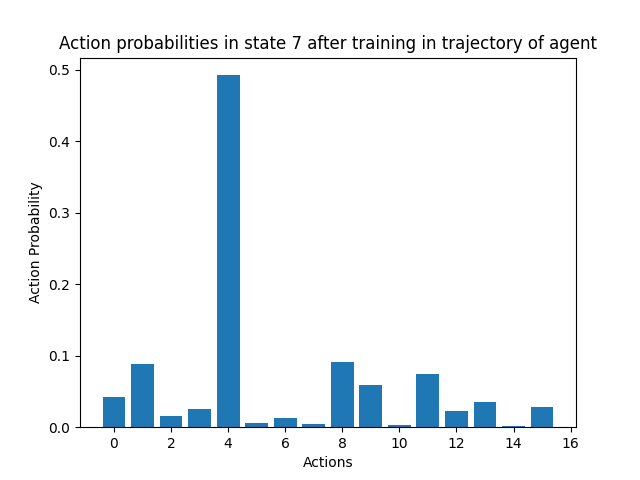 Action probabilities in state 7 after training in trajectory of agent
0.5
0.4
0.3
0.2
0.1
0.0
Action Probability
0 2 4 6 8 10 12 14 16
Actions